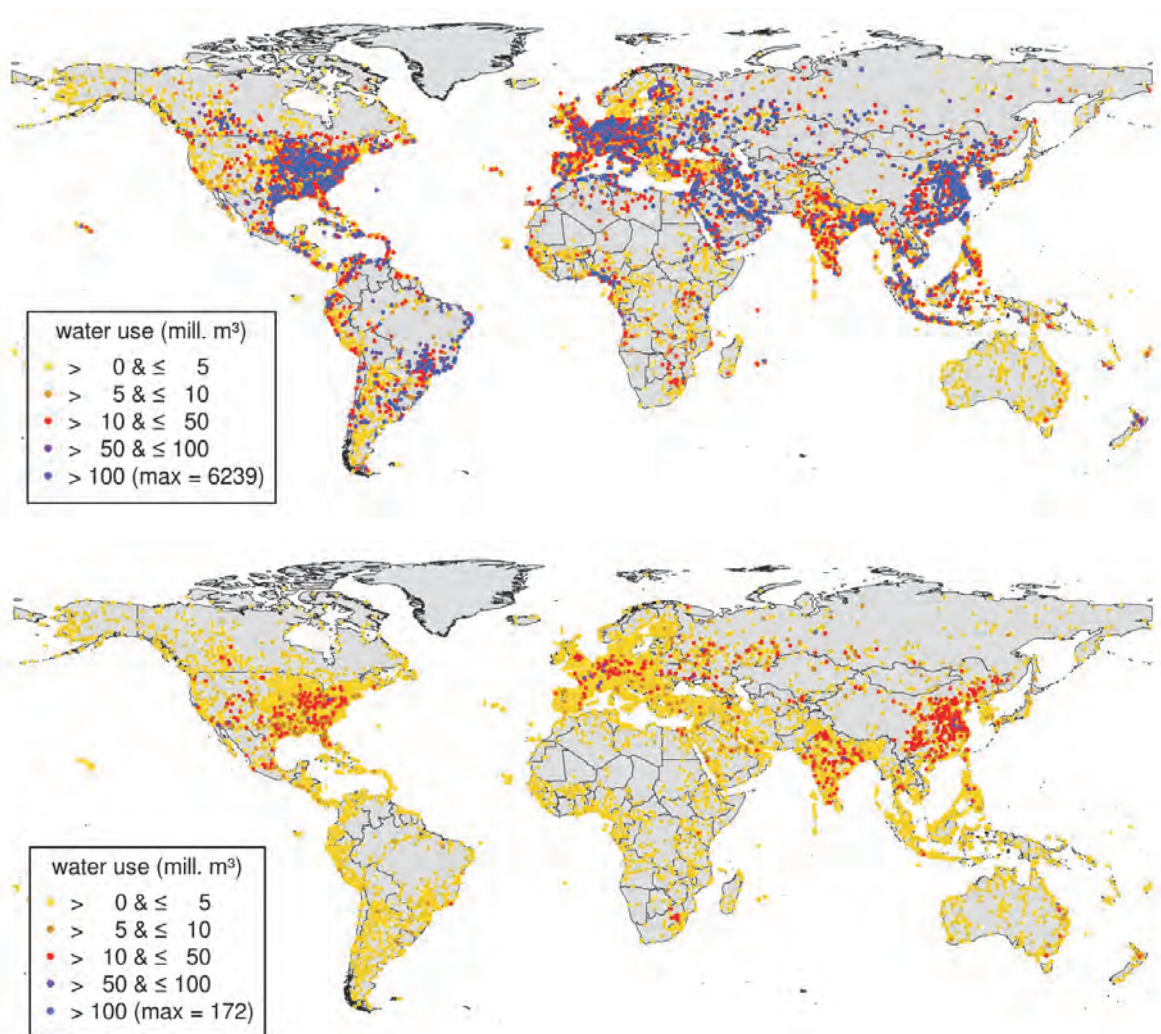 water use (mill. m³)
> 0 & ≤ 5
> 5 & ≤ 10
> 10 & ≤ 50
> 50 & ≤ 100
> 100 (max = 6239)
water use (mill. m³)
> 0 & ≤ 5
> 5 & ≤ 10
> 10 & ≤ 50
> 50 & ≤ 100
> 100 (max = 172)